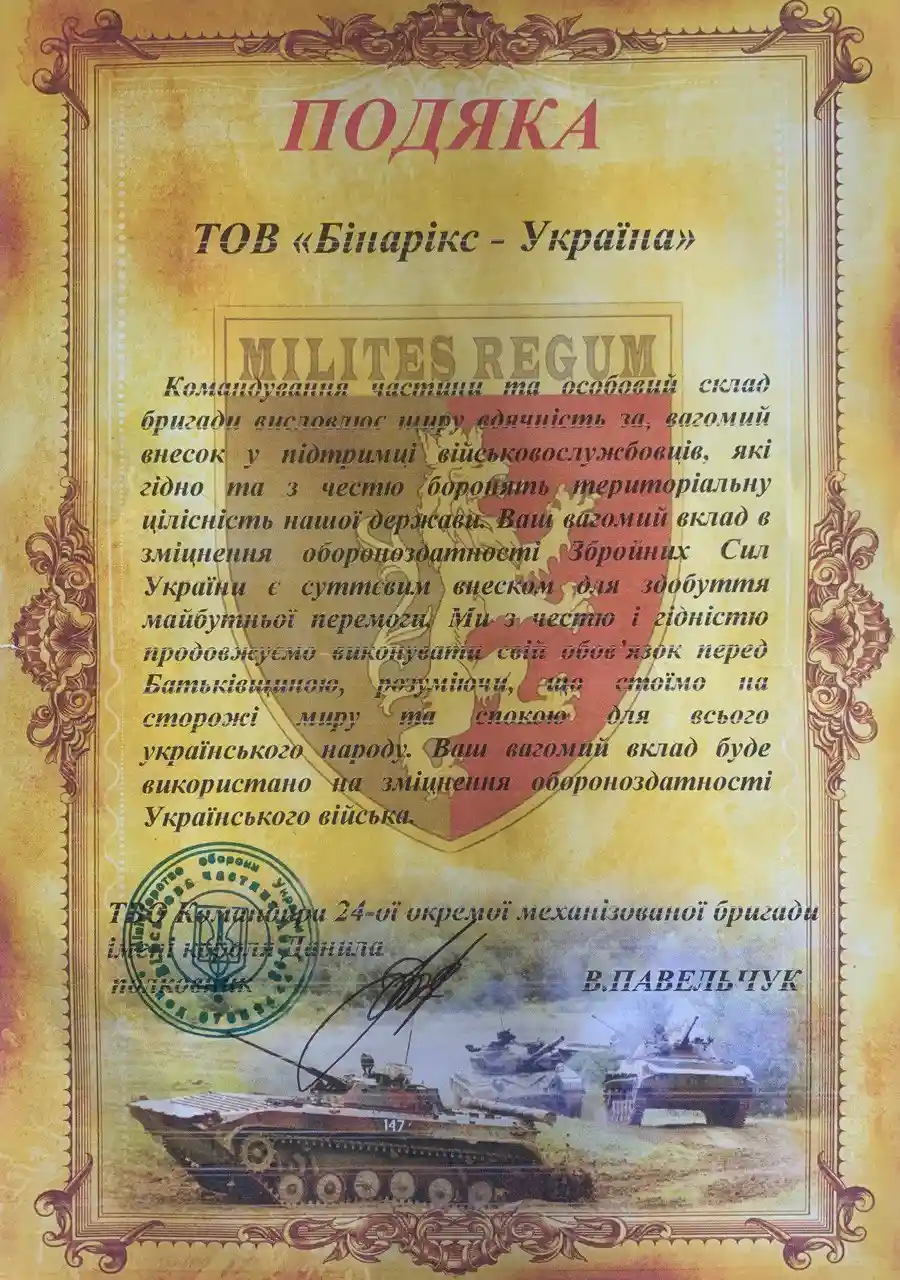 ПОДЯКА
ТОВ «Бінарікс - Україна»
MILITES REGUM
Командування частини та особовий склад
бригади висловлює щиру вдячність за, вагомий
внесок у підтримці військовослужбовців, які
гідно та з честю боронять територіальну
цілісність нашої держави. Ваш вагомий вклад в
зміцнення обороноздатності Збройних Сил
України є суттєвим внеском для здобуття
майбутньої перемоги. Ми з честю і гідністю
продовжуємо виконувати свій обов'язок перед
Батьківщиною, розуміючи, що стоїмо на
сторожі миру та спокою для всього
українського народу. Ваш вагомий вклад буде
використано на зміцнення обороноздатності
Українського війська.
Міністерство оборони України
ТВО Командира 24-ої окремої механізованої бригади
імені короля Данила
полковник В.ПАВЕЛЬЧУК
147